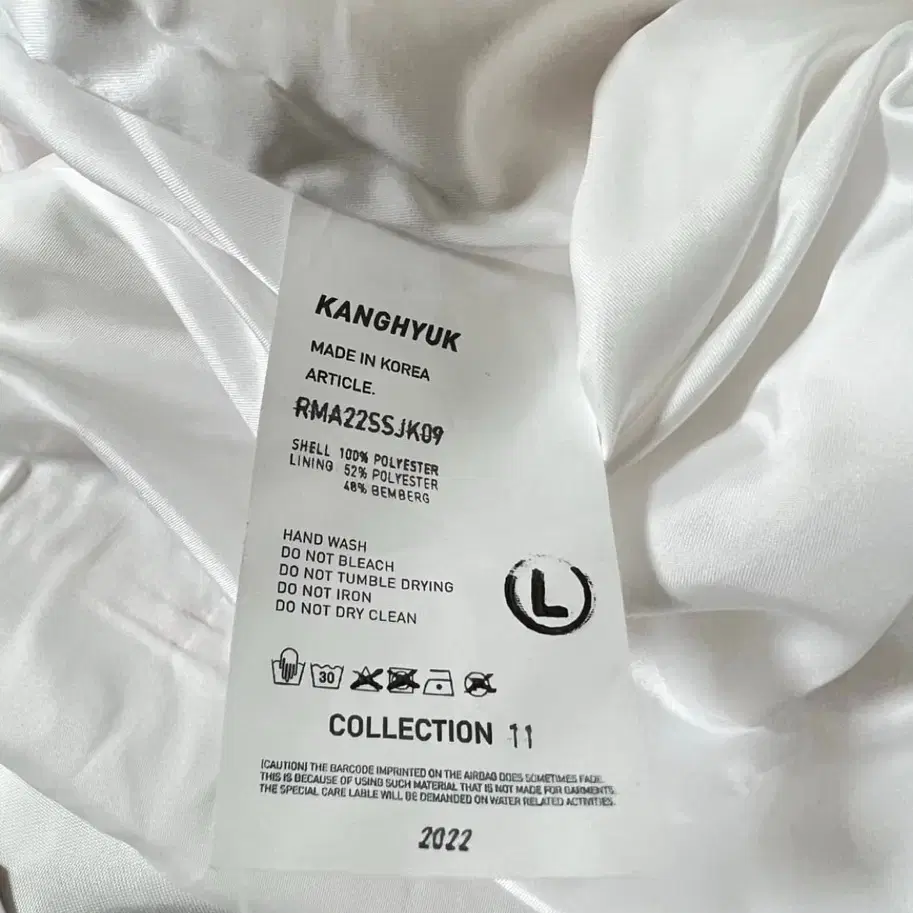 KANGHYUK
MADE IN KOREA
ARTICLE.
RMA22SSJK09
SHELL 100% POLYESTER
LINING 52% POLYESTER
48% BEMBERG
HAND WASH
DO NOT BLEACH
DO NOT TUMBLE DRYING
DO NOT IRON
DO NOT DRY CLEAN
L
30
COLLECTION 11
(CAUTION) THE BARCODE IMPRINTED ON THE AIRBAG DOES SOMETIMES FADE.
THIS IS BECAUSE OF USING SUCH MATERIAL THAT IS NOT MADE FOR GARMENTS.
THE SPECIAL CARE LABLE WILL BE DEMANDED ON WATER RELATED ACTIVITIES.
2022